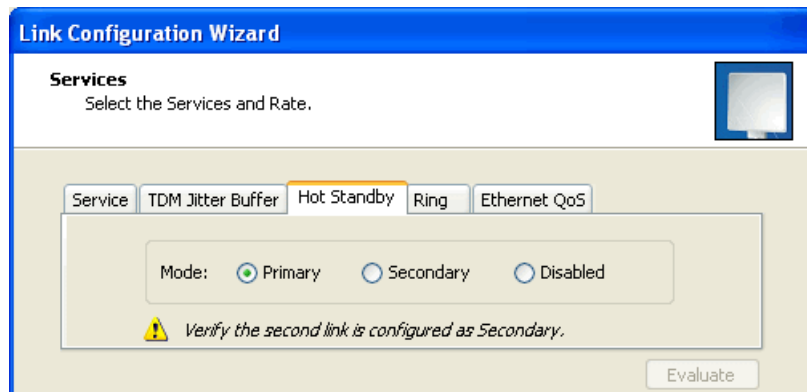 Link Configuration Wizard
Services
Select the Services and Rate.
Service TDM Jitter Buffer Hot Standby Ring Ethernet QoS
Mode: Primary Secondary Disabled
Verify the second link is configured as Secondary.
Evaluate